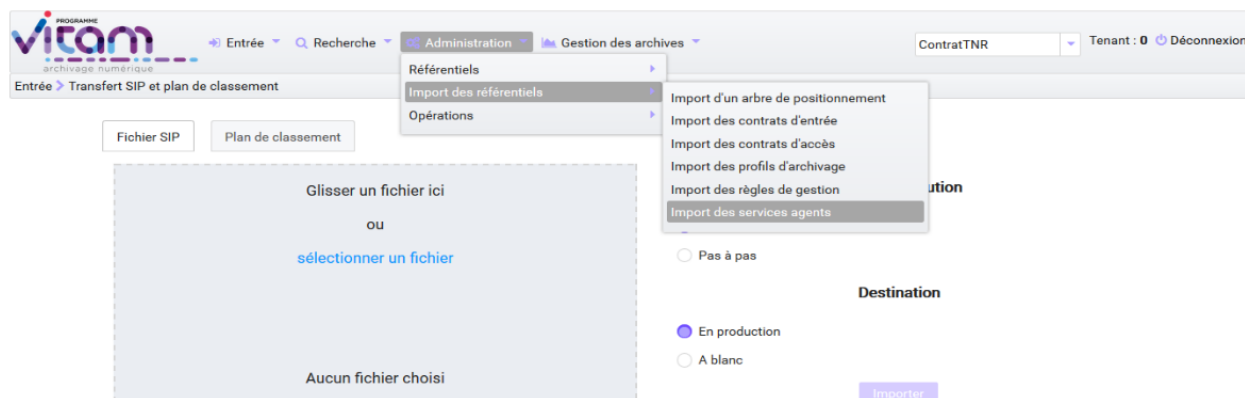 PROGRAMME
vitam
archivage numérique
Entrée Recherche Administration Gestion des archives ContratTNR Tenant : 0 Déconnexion
Entrée > Transfert SIP et plan de classement
Référentiels
Import des référentiels
Opérations
Import d'un arbre de positionnement
Import des contrats d'entrée
Import des contrats d'accès
Import des profils d'archivage
Import des règles de gestion
Import des services agents
Fichier SIP Plan de classement
Glisser un fichier ici
ou
sélectionner un fichier
Aucun fichier choisi
Pas à pas
Destination
En production
A blanc
Importer